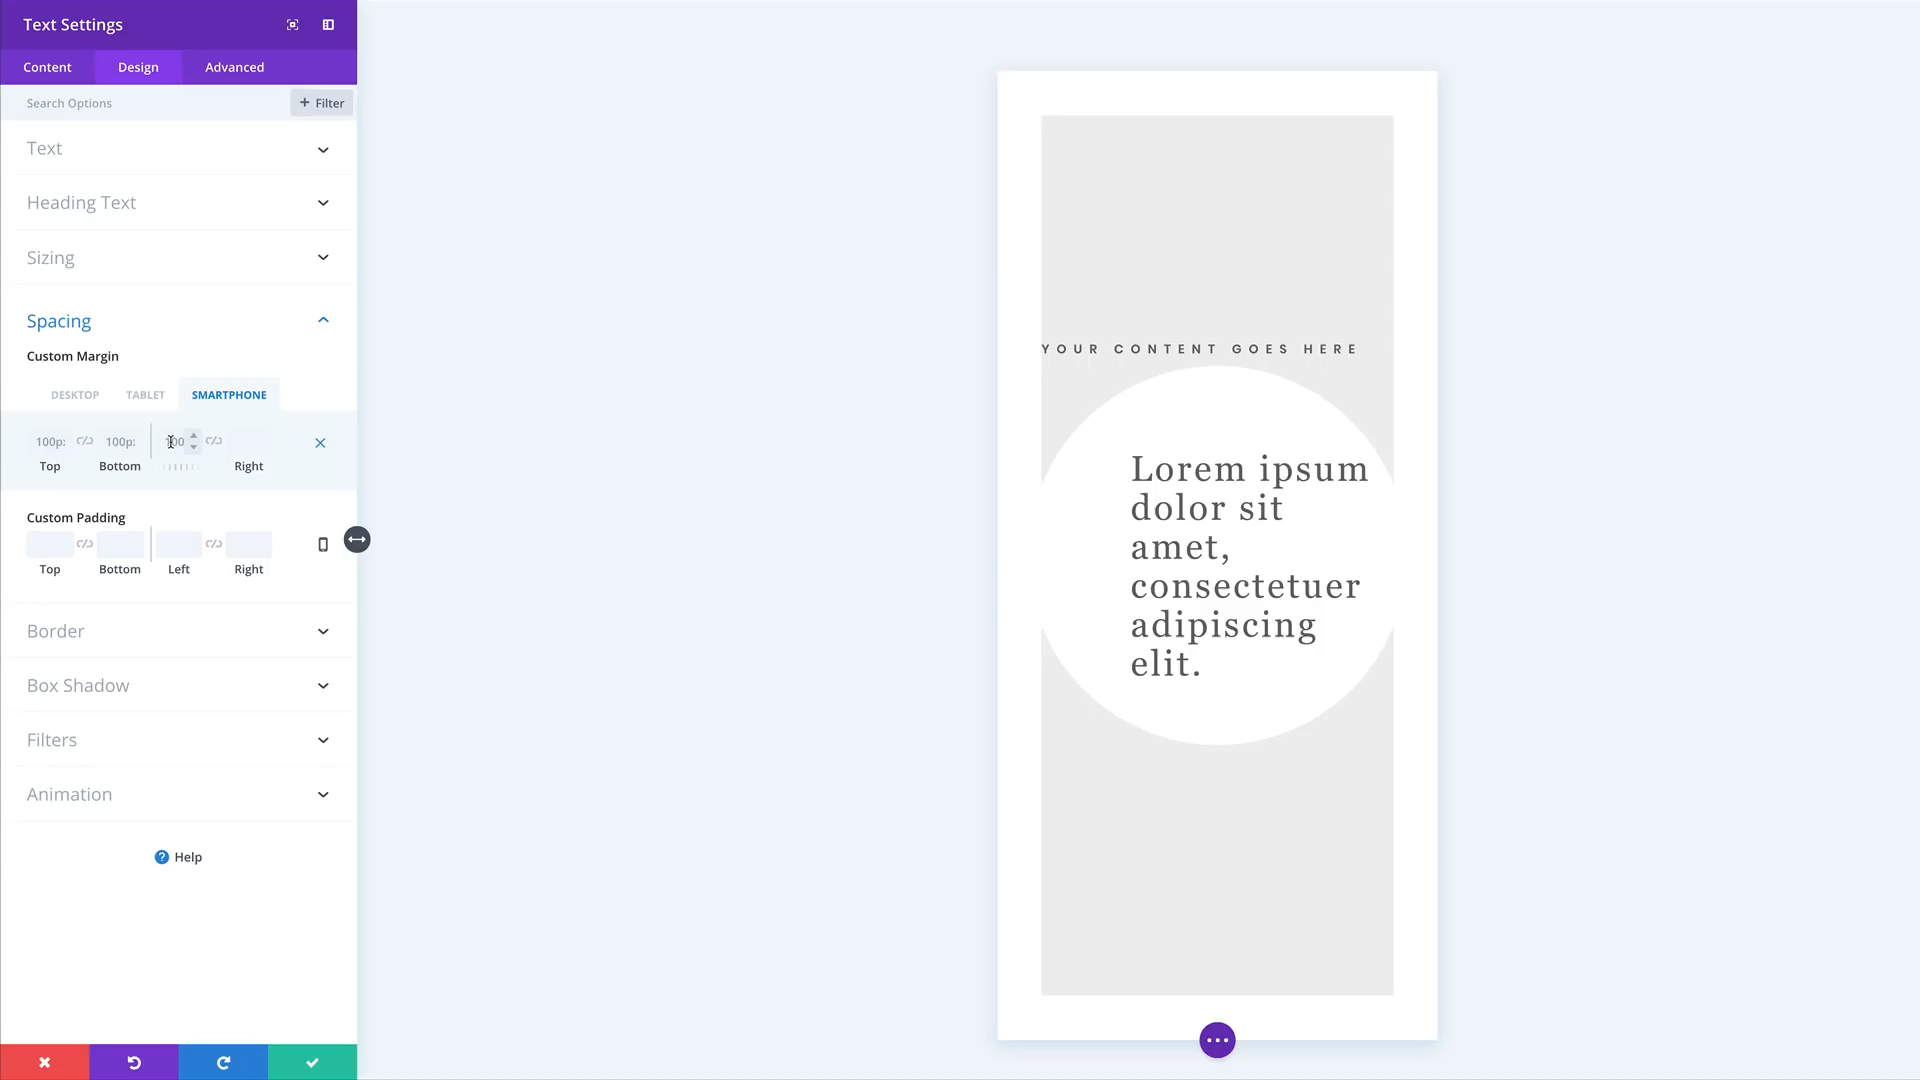 Text Settings
Content Design Advanced
Search Options
+ Filter
Text
Heading Text
Sizing
Spacing
Custom Margin
DESKTOP TABLET SMARTPHONE
100p: 100p: 100
Top Bottom Right
Custom Padding
Top Bottom Left Right
Border
Box Shadow
Filters
Animation
? Help
YOUR CONTENT GOES HERE
Lorem ipsum
dolor sit
amet,
consectetuer
adipiscing
elit.